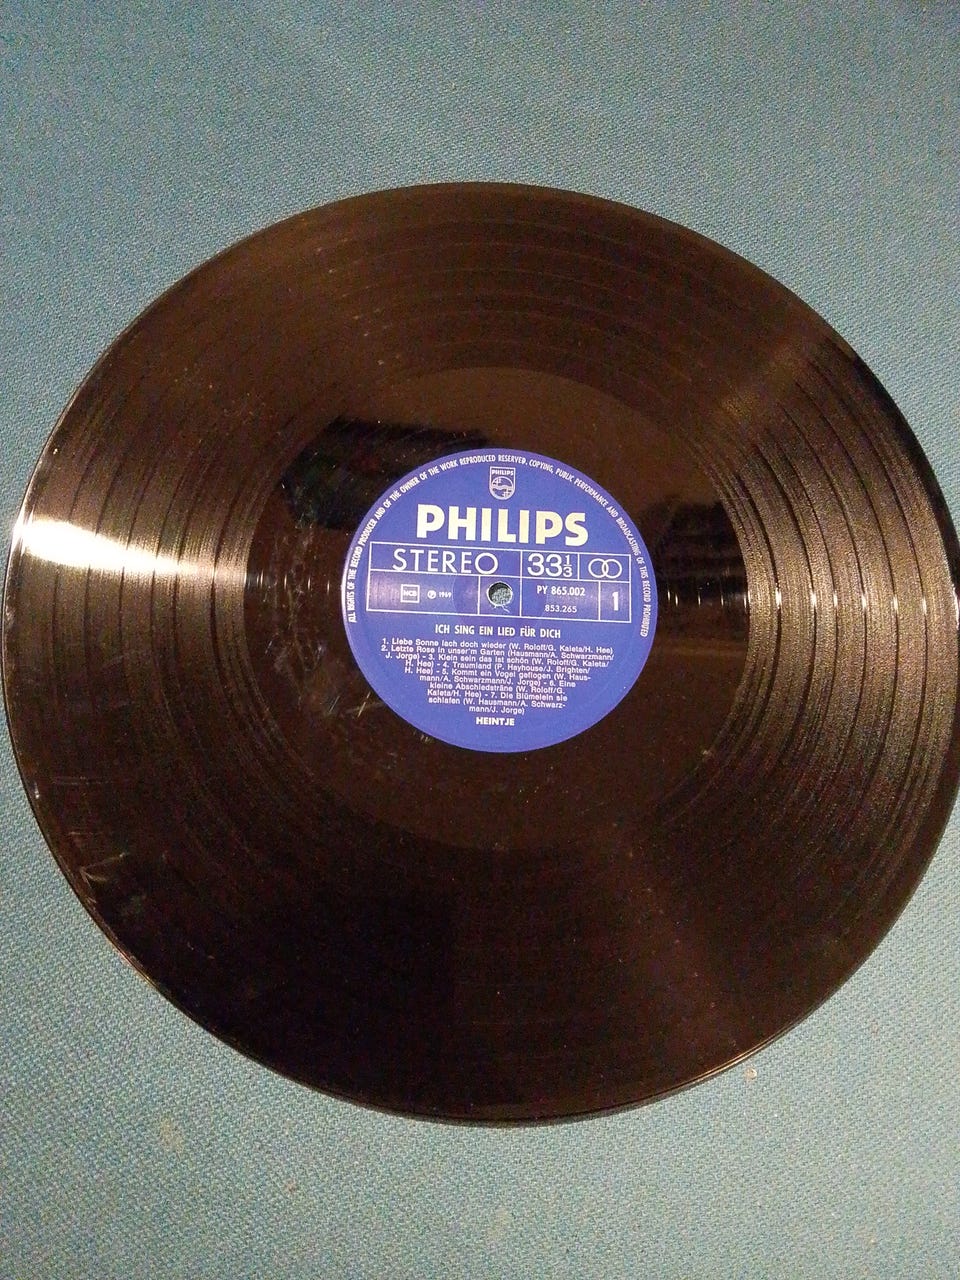 ALL RIGHTS OF THE RECORD PRODUCER AND OF THE OWNER OF THE WORK REPRODUCED RESERVED. COPYING, PUBLIC PERFORMANCE AND BROADCASTING OF THIS RECORD PROHIBITED
PHILIPS
PHILIPS
STEREO 33⅓
NCB ℗ 1969 PY 865.002 1
853.265
ICH SING EIN LIED FÜR DICH
1. Liebe Sonne lach doch wieder (W. Roloff/G. Kaleta/H. Hee)
2. Letzte Rose in unser'm Garten (Hausmann/A. Schwarzmann/
J. Jorge) - 3. Klein sein das ist schön (W. Roloff/G. Kaleta/
H. Hee) - 4. Traumland (P. Hayhouse/J. Brighten/
H. Hee) - 5. Kommt ein Vogel geflogen (W. Haus-
mann/A. Schwarzmann/J. Jorge) - 6. Eine
kleine Abschiedsträne (W. Roloff/G.
Kaleta/H. Hee) - 7. Die Blümelein sie
schlafen (W. Hausmann/A. Schwarz-
mann/J. Jorge)
HEINTJE